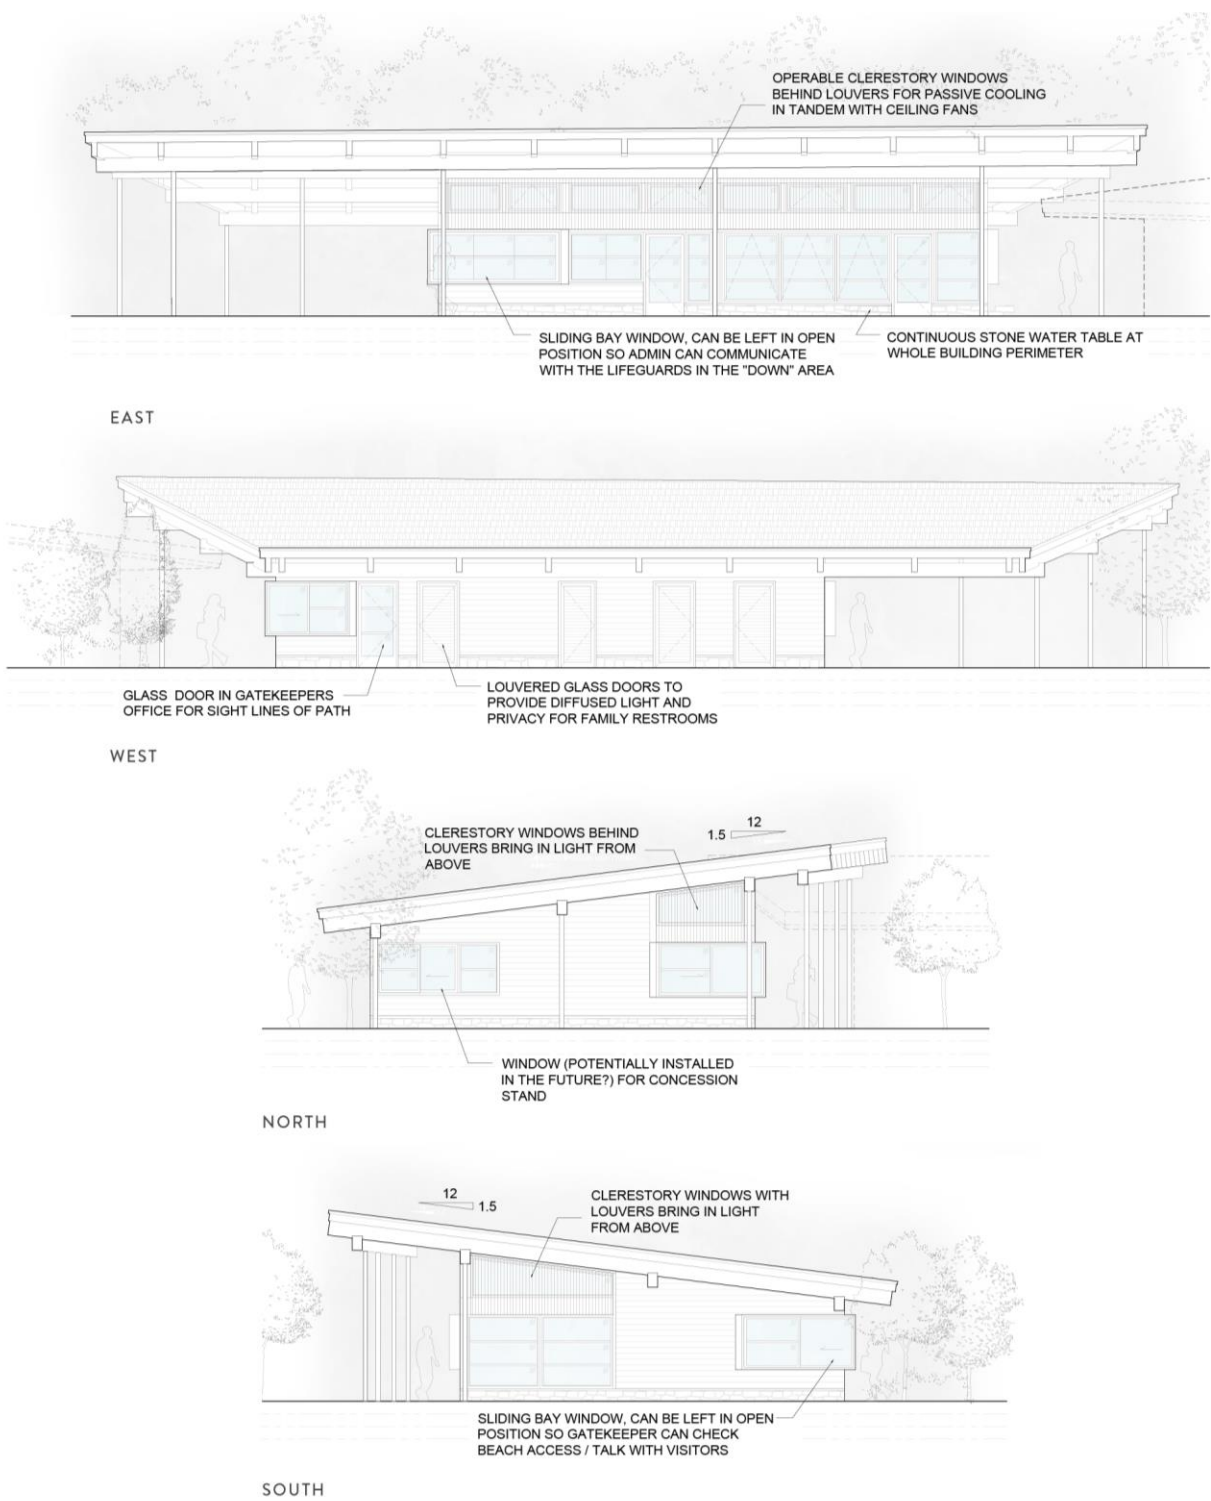 OPERABLE CLERESTORY WINDOWS
BEHIND LOUVERS FOR PASSIVE COOLING
IN TANDEM WITH CEILING FANS
SLIDING BAY WINDOW, CAN BE LEFT IN OPEN
POSITION SO ADMIN CAN COMMUNICATE
WITH THE LIFEGUARDS IN THE "DOWN" AREA
CONTINUOUS STONE WATER TABLE AT
WHOLE BUILDING PERIMETER
EAST
GLASS DOOR IN GATEKEEPERS
OFFICE FOR SIGHT LINES OF PATH
LOUVERED GLASS DOORS TO
PROVIDE DIFFUSED LIGHT AND
PRIVACY FOR FAMILY RESTROOMS
WEST
CLERESTORY WINDOWS BEHIND
LOUVERS BRING IN LIGHT FROM
ABOVE
12
1.5
WINDOW (POTENTIALLY INSTALLED
IN THE FUTURE?) FOR CONCESSION
STAND
NORTH
12
1.5
CLERESTORY WINDOWS WITH
LOUVERS BRING IN LIGHT
FROM ABOVE
SLIDING BAY WINDOW, CAN BE LEFT IN OPEN
POSITION SO GATEKEEPER CAN CHECK
BEACH ACCESS / TALK WITH VISITORS
SOUTH